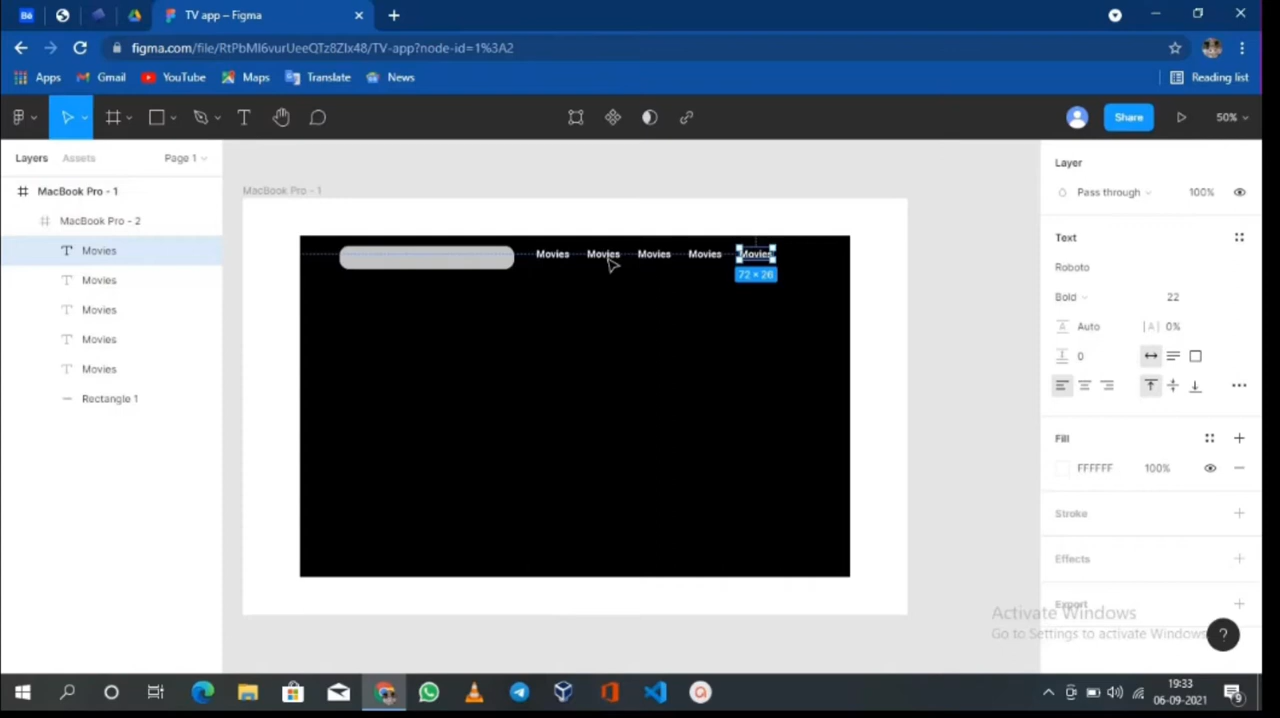 Bē
TV app – Figma
figma.com/file/RtPbMI6vurUeeQTz8ZIx48/TV-app?node-id=1%3A2
Apps
Gmail
YouTube
Maps
Translate
News
Reading list
Share
50%
Layers
Assets
Page 1
MacBook Pro - 1
MacBook Pro - 2
Movies
Movies
Movies
Movies
Movies
Rectangle 1
MacBook Pro - 1
Movies
Movies
Movies
Movies
Movies
72 × 26
Layer
Pass through
100%
Text
Roboto
Bold
22
Auto
0%
0
Fill
FFFFFF
100%
Stroke
Effects
Export
Activate Windows
Go to Settings to activate Windows
?
19:33
06-09-2021
9